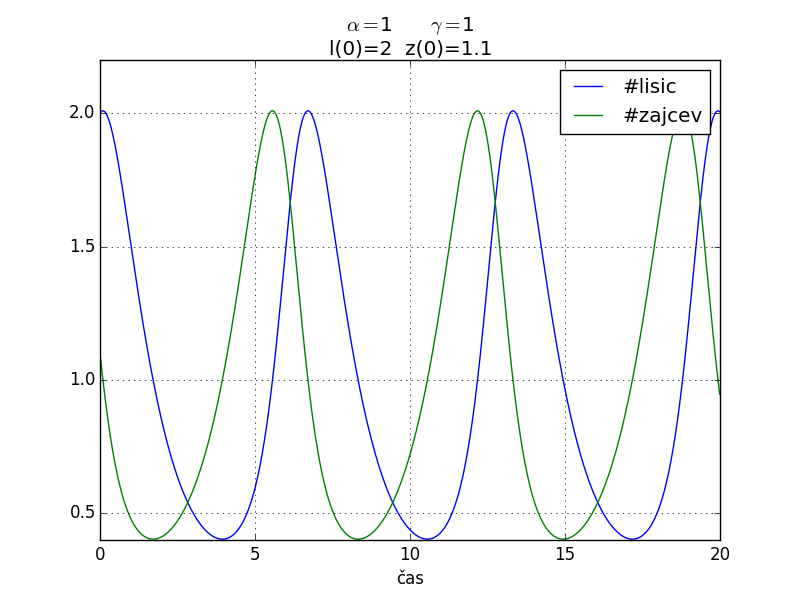 α=1 γ=1
l(0)=2 z(0)=1.1
#lisic
#zajcev
2.0
1.5
1.0
0.5
0 5 10 15 20
čas